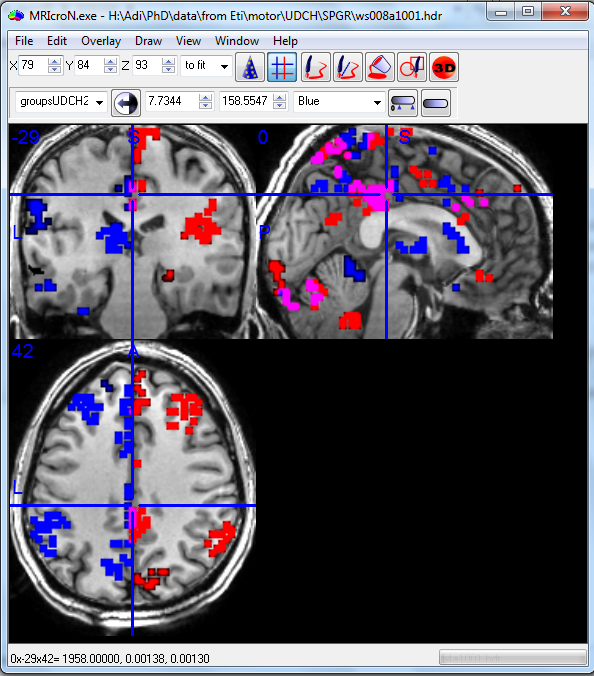 MRIcroN.exe - H:\Adi\PhD\data\from Eti\motor\UDCH\SPGR\ws008a1001.hdr
File Edit Overlay Draw View Window Help
X 79 Y 84 Z 93 to fit 3D
groupsUDCH2 7.7344 158.5547 Blue
-29 S 0 S
L P
42 A
L
0x-29x42= 1958.00000, 0.00138, 0.00130